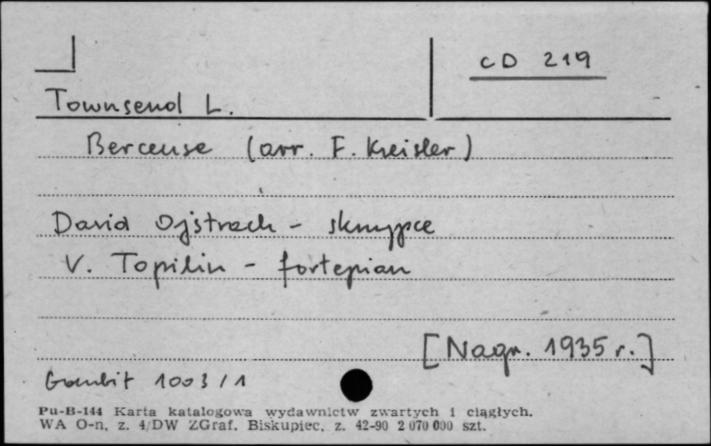 CD 219
Townsend L.
Berceuse (arr. F. Kreisler)
David Ojstrach - skrzypce
V. Topilin - fortepian
[Nagr. 1935 r.]
Gambit 1003/1
Pu-B-144 Karta katalogowa wydawnictw zwartych i ciągłych.
WA O-n, z. 4/DW ZGraf. Biskupiec, z. 42-90 2 070 000 szt.